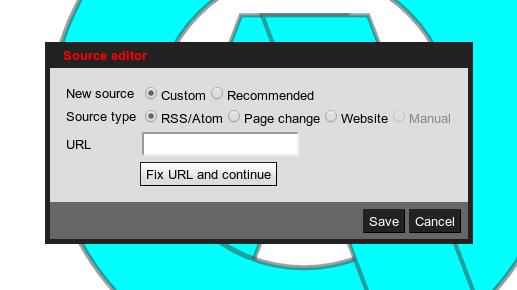 Source editor
New source Custom Recommended
Source type RSS/Atom Page change Website Manual
URL
Fix URL and continue
Save Cancel